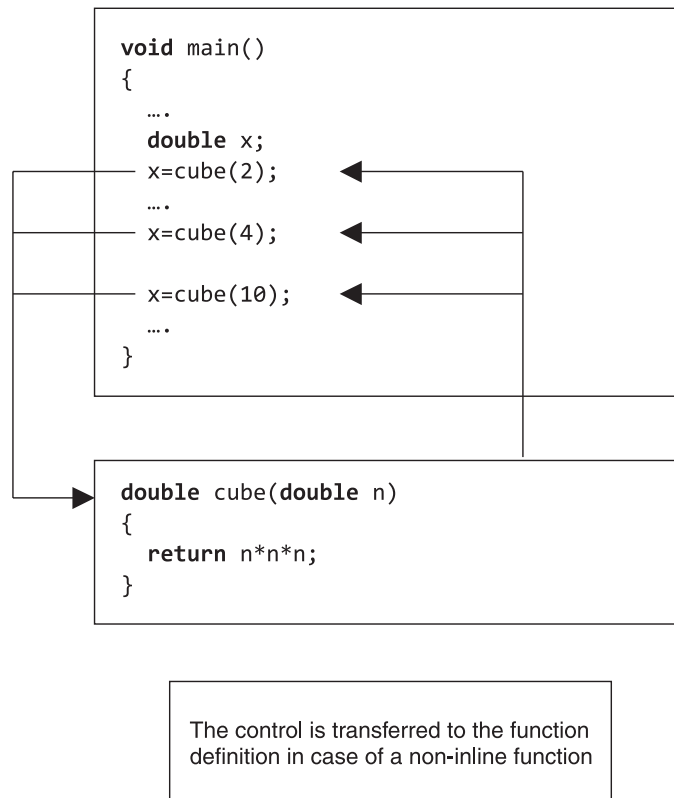 void main()
{
….
double x;
x=cube(2);
….
x=cube(4);
x=cube(10);
….
}
double cube(double n)
{
return n*n*n;
}
The control is transferred to the function
definition in case of a non-inline function